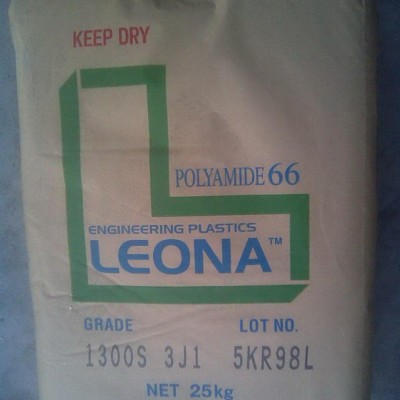 KEEP DRY
POLYAMIDE 66
ENGINEERING PLASTICS
LEONA™
GRADE LOT NO.
1300S 3J1 5KR98L
NET 25kg